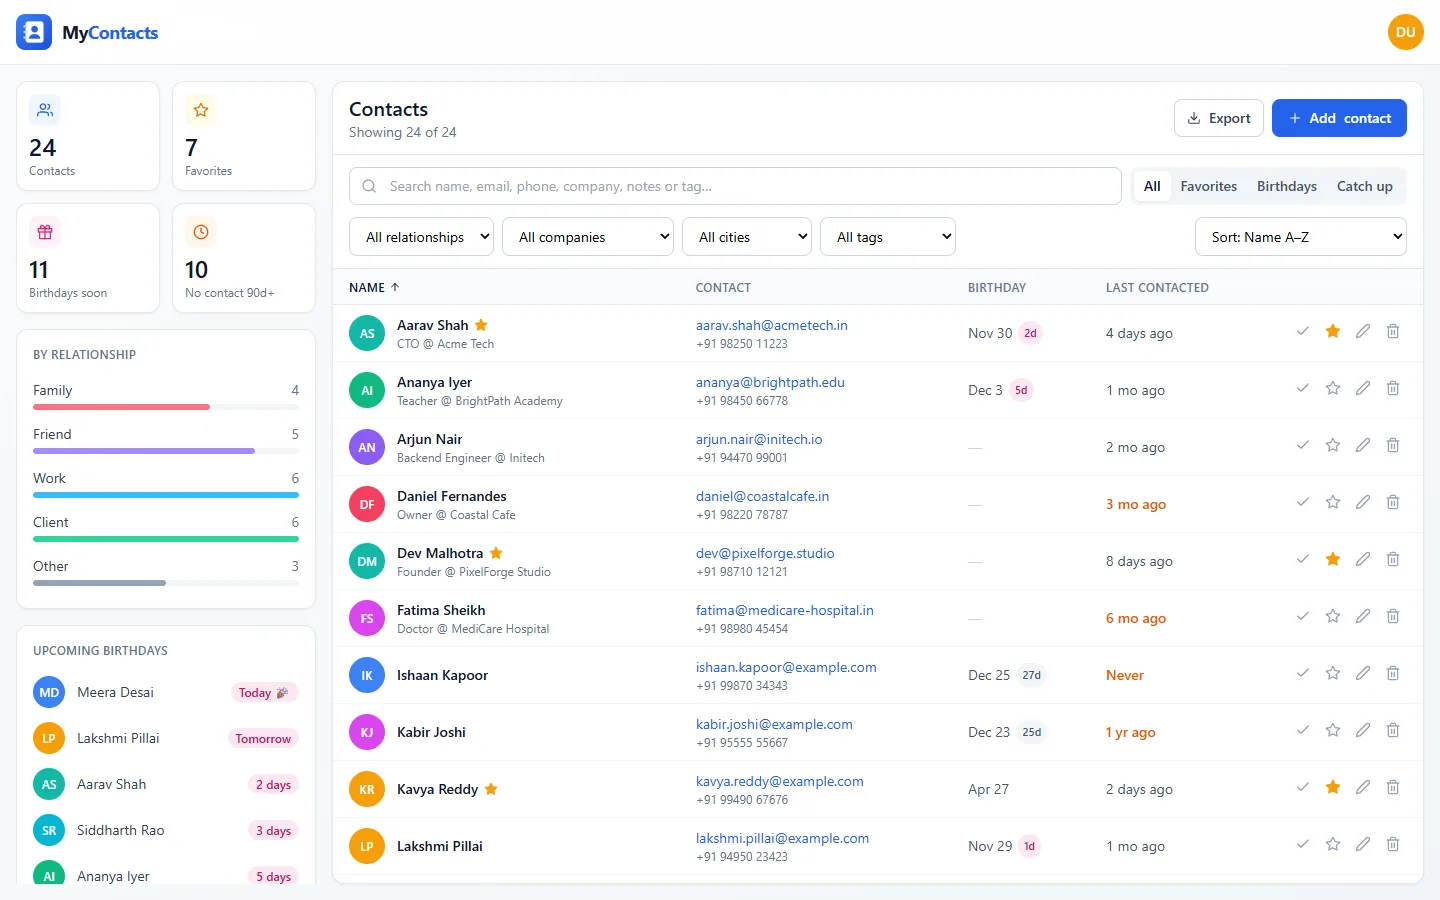 MyContacts
DU
24
Contacts
7
Favorites
11
Birthdays soon
10
No contact 90d+
BY RELATIONSHIP
Family 4
Friend 5
Work 6
Client 6
Other 3
UPCOMING BIRTHDAYS
MD Meera Desai Today 🎉
LP Lakshmi Pillai Tomorrow
AS Aarav Shah 2 days
SR Siddharth Rao 3 days
AI Ananya Iyer 5 days
Contacts
Showing 24 of 24
Export
+ Add contact
Search name, email, phone, company, notes or tag...
All Favorites Birthdays Catch up
All relationships All companies All cities All tags Sort: Name A–Z
NAME ↑ CONTACT BIRTHDAY LAST CONTACTED
AS Aarav Shah aarav.shah@acmetech.in Nov 30 2d 4 days ago
CTO @ Acme Tech +91 98250 11223
AI Ananya Iyer ananya@brightpath.edu Dec 3 5d 1 mo ago
Teacher @ BrightPath Academy +91 98450 66778
AN Arjun Nair arjun.nair@initech.io — 2 mo ago
Backend Engineer @ Initech +91 94470 99001
DF Daniel Fernandes daniel@coastalcafe.in — 3 mo ago
Owner @ Coastal Cafe +91 98220 78787
DM Dev Malhotra dev@pixelforge.studio — 8 days ago
Founder @ PixelForge Studio +91 98710 12121
FS Fatima Sheikh fatima@medicare-hospital.in — 6 mo ago
Doctor @ MediCare Hospital +91 98980 45454
IK Ishaan Kapoor ishaan.kapoor@example.com Dec 25 27d Never
+91 99870 34343
KJ Kabir Joshi kabir.joshi@example.com Dec 23 25d 1 yr ago
+91 95555 55667
KR Kavya Reddy kavya.reddy@example.com Apr 27 2 days ago
+91 99490 67676
LP Lakshmi Pillai lakshmi.pillai@example.com Nov 29 1d 1 mo ago
+91 94950 23423